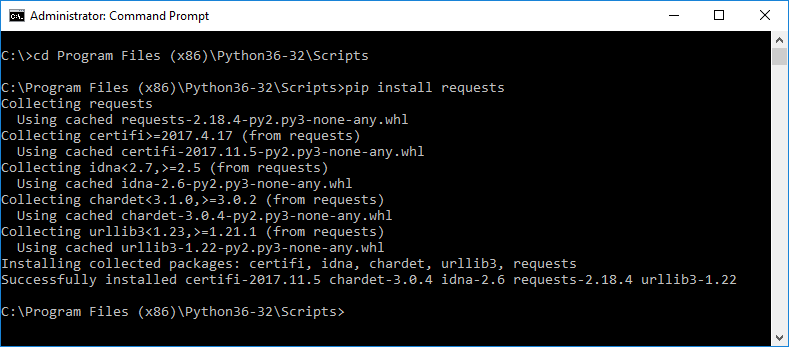 Administrator: Command Prompt
C:\>cd Program Files (x86)\Python36-32\Scripts
C:\Program Files (x86)\Python36-32\Scripts>pip install requests
Collecting requests
  Using cached requests-2.18.4-py2.py3-none-any.whl
Collecting certifi>=2017.4.17 (from requests)
  Using cached certifi-2017.11.5-py2.py3-none-any.whl
Collecting idna<2.7,>=2.5 (from requests)
  Using cached idna-2.6-py2.py3-none-any.whl
Collecting chardet<3.1.0,>=3.0.2 (from requests)
  Using cached chardet-3.0.4-py2.py3-none-any.whl
Collecting urllib3<1.23,>=1.21.1 (from requests)
  Using cached urllib3-1.22-py2.py3-none-any.whl
Installing collected packages: certifi, idna, chardet, urllib3, requests
Successfully installed certifi-2017.11.5 chardet-3.0.4 idna-2.6 requests-2.18.4 urllib3-1.22
C:\Program Files (x86)\Python36-32\Scripts>